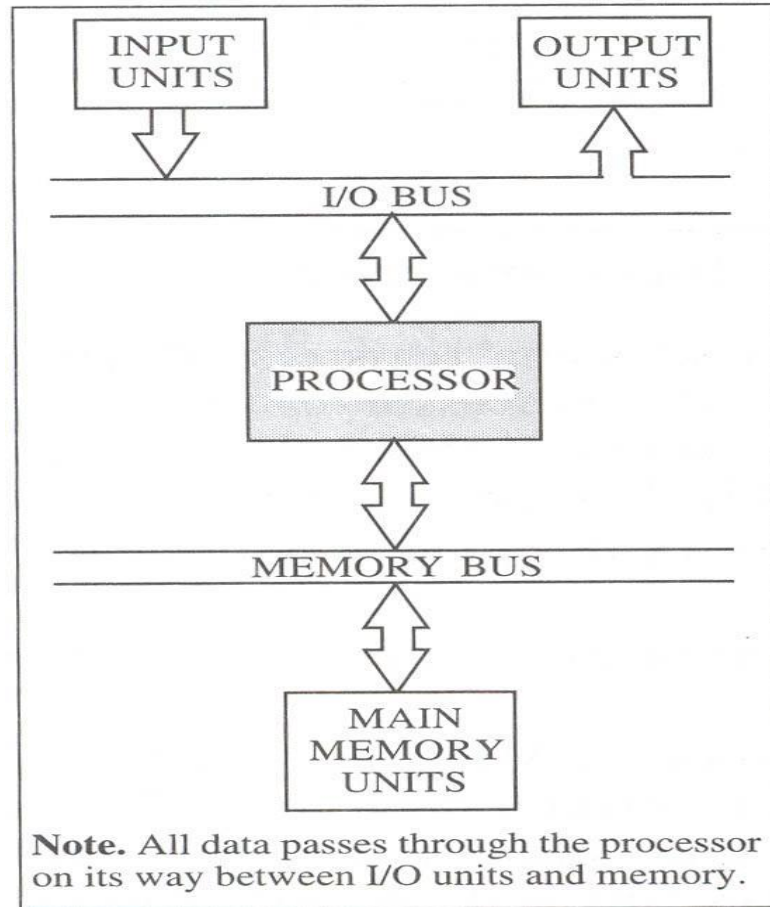 INPUT
UNITS
OUTPUT
UNITS
I/O BUS
PROCESSOR
MEMORY BUS
MAIN
MEMORY
UNITS
Note. All data passes through the processor
on its way between I/O units and memory.